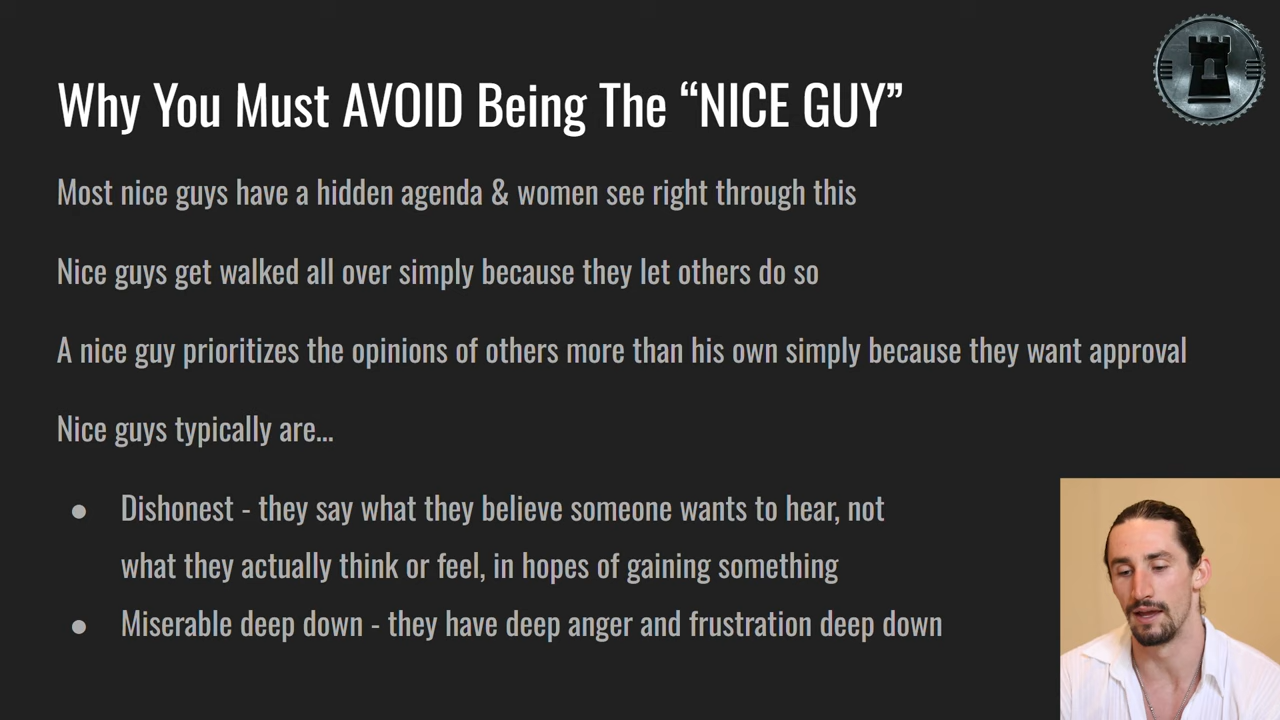 Why You Must AVOID Being The “NICE GUY”
Most nice guys have a hidden agenda & women see right through this
Nice guys get walked all over simply because they let others do so
A nice guy prioritizes the opinions of others more than his own simply because they want approval
Nice guys typically are...
● Dishonest - they say what they believe someone wants to hear, not
what they actually think or feel, in hopes of gaining something
● Miserable deep down - they have deep anger and frustration deep down